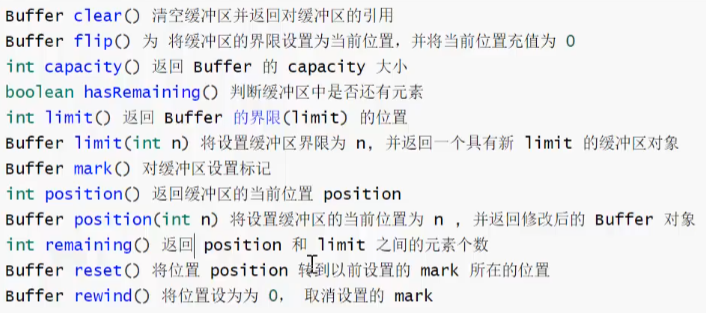 Buffer clear() 清空缓冲区并返回对缓冲区的引用
Buffer flip() 为 将缓冲区的界限设置为当前位置，并将当前位置充值为 0
int capacity() 返回 Buffer 的 capacity 大小
boolean hasRemaining() 判断缓冲区中是否还有元素
int limit() 返回 Buffer 的界限(limit) 的位置
Buffer limit(int n) 将设置缓冲区界限为 n, 并返回一个具有新 limit 的缓冲区对象
Buffer mark() 对缓冲区设置标记
int position() 返回缓冲区的当前位置 position
Buffer position(int n) 将设置缓冲区的当前位置为 n , 并返回修改后的 Buffer 对象
int remaining() 返回 position 和 limit 之间的元素个数
Buffer reset() 将位置 position 转到以前设置的 mark 所在的位置
Buffer rewind() 将位置设为为 0， 取消设置的 mark